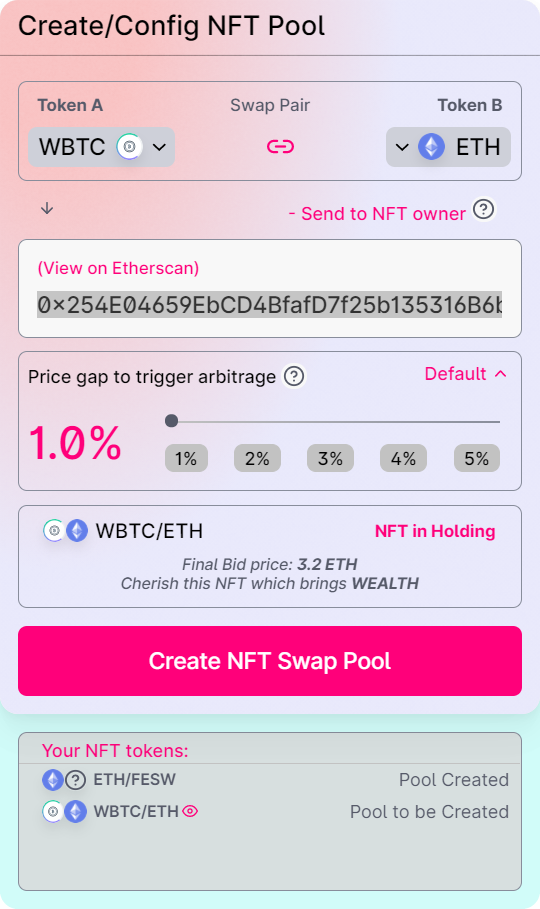 Create/Config NFT Pool
Token A Swap Pair Token B
WBTC ETH
- Send to NFT owner ?
(View on Etherscan)
0x254E04659EbCD4BfafD7f25b135316B6b
Price gap to trigger arbitrage ? Default
1.0%
1% 2% 3% 4% 5%
WBTC/ETH NFT in Holding
Final Bid price: 3.2 ETH
Cherish this NFT which brings WEALTH
Create NFT Swap Pool
Your NFT tokens:
? ETH/FESW Pool Created
WBTC/ETH Pool to be Created